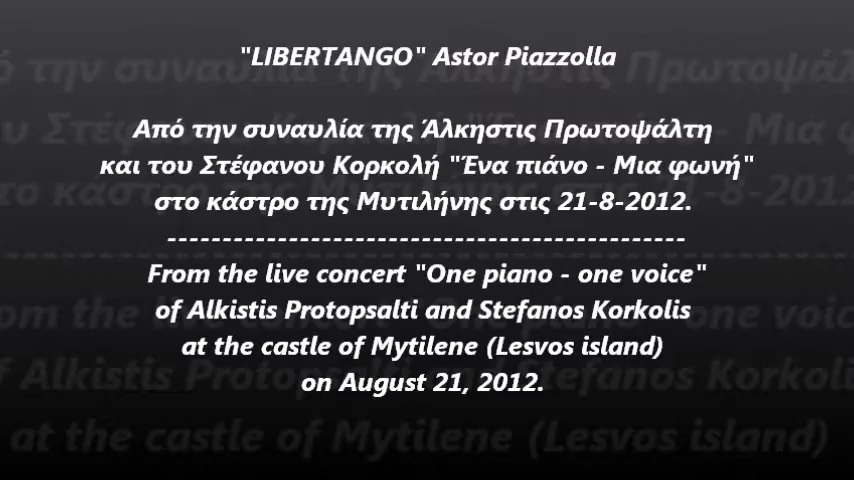 "LIBERTANGO" Astor Piazzolla
Από την συναυλία της Άλκηστις Πρωτοψάλτη
και του Στέφανου Κορκολή "Ένα πιάνο - Μια φωνή"
στο κάστρο της Μυτιλήνης στις 21-8-2012.
-----------------------------------------------
From the live concert "One piano - one voice"
of Alkistis Protopsalti and Stefanos Korkolis
at the castle of Mytilene (Lesvos island)
on August 21, 2012.